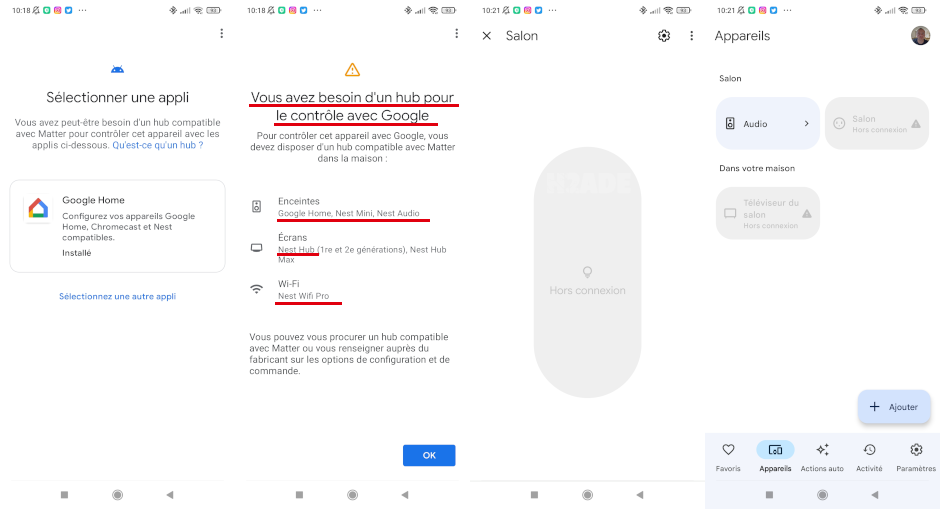 10:18
93
Sélectionner une appli
Vous avez peut-être besoin d'un hub compatible
avec Matter pour contrôler cet appareil avec les
applis ci-dessous. Qu'est-ce qu'un hub ?
Google Home
Configurez vos appareils Google
Home, Chromecast et Nest
compatibles.
Installé
Sélectionnez une autre appli
10:18
93
Vous avez besoin d'un hub pour
le contrôle avec Google
Pour contrôler cet appareil avec Google, vous
devez disposer d'un hub compatible avec Matter
dans la maison :
Enceintes
Google Home, Nest Mini, Nest Audio
Écrans
Nest Hub (1re et 2e générations), Nest Hub
Max
Wi-Fi
Nest Wifi Pro
Vous pouvez vous procurer un hub compatible
avec Matter ou vous renseigner auprès du
fabricant sur les options de configuration et de
commande.
OK
10:21
Salon
Hors connexion
10:21
Appareils
Salon
Audio
Salon
Hors connexion
Dans votre maison
Téléviseur du
salon
Hors connexion
Ajouter
Favoris
Appareils
Actions auto
Activité
Paramètres